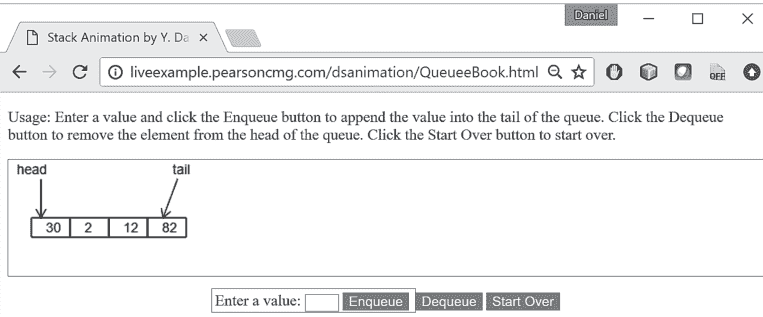 Daniel
Stack Animation by Y. Da
liveexample.pearsoncmg.com/dsanimation/QueueeBook.html
OFF
Usage: Enter a value and click the Enqueue button to append the value into the tail of the queue. Click the Dequeue
button to remove the element from the head of the queue. Click the Start Over button to start over.
head tail
30 2 12 82
Enter a value: Enqueue Dequeue Start Over